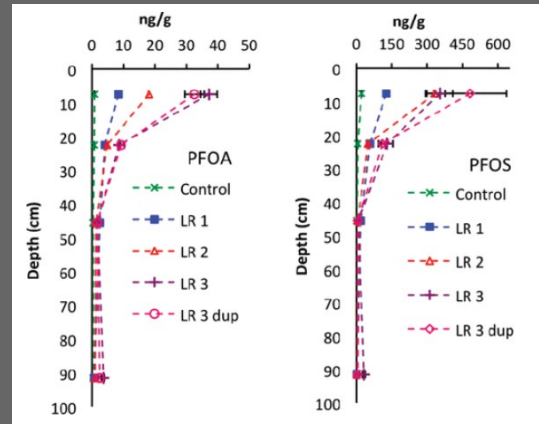 ng/g
0 10 20 30 40 50
0
10
20
30
40
50
60
70
80
90
100
Depth (cm)
PFOA
Control
LR 1
LR 2
LR 3
LR 3 dup
ng/g
0 150 300 450 600
0
10
20
30
40
50
60
70
80
90
100
Depth (cm)
PFOS
Control
LR 1
LR 2
LR 3
LR 3 dup